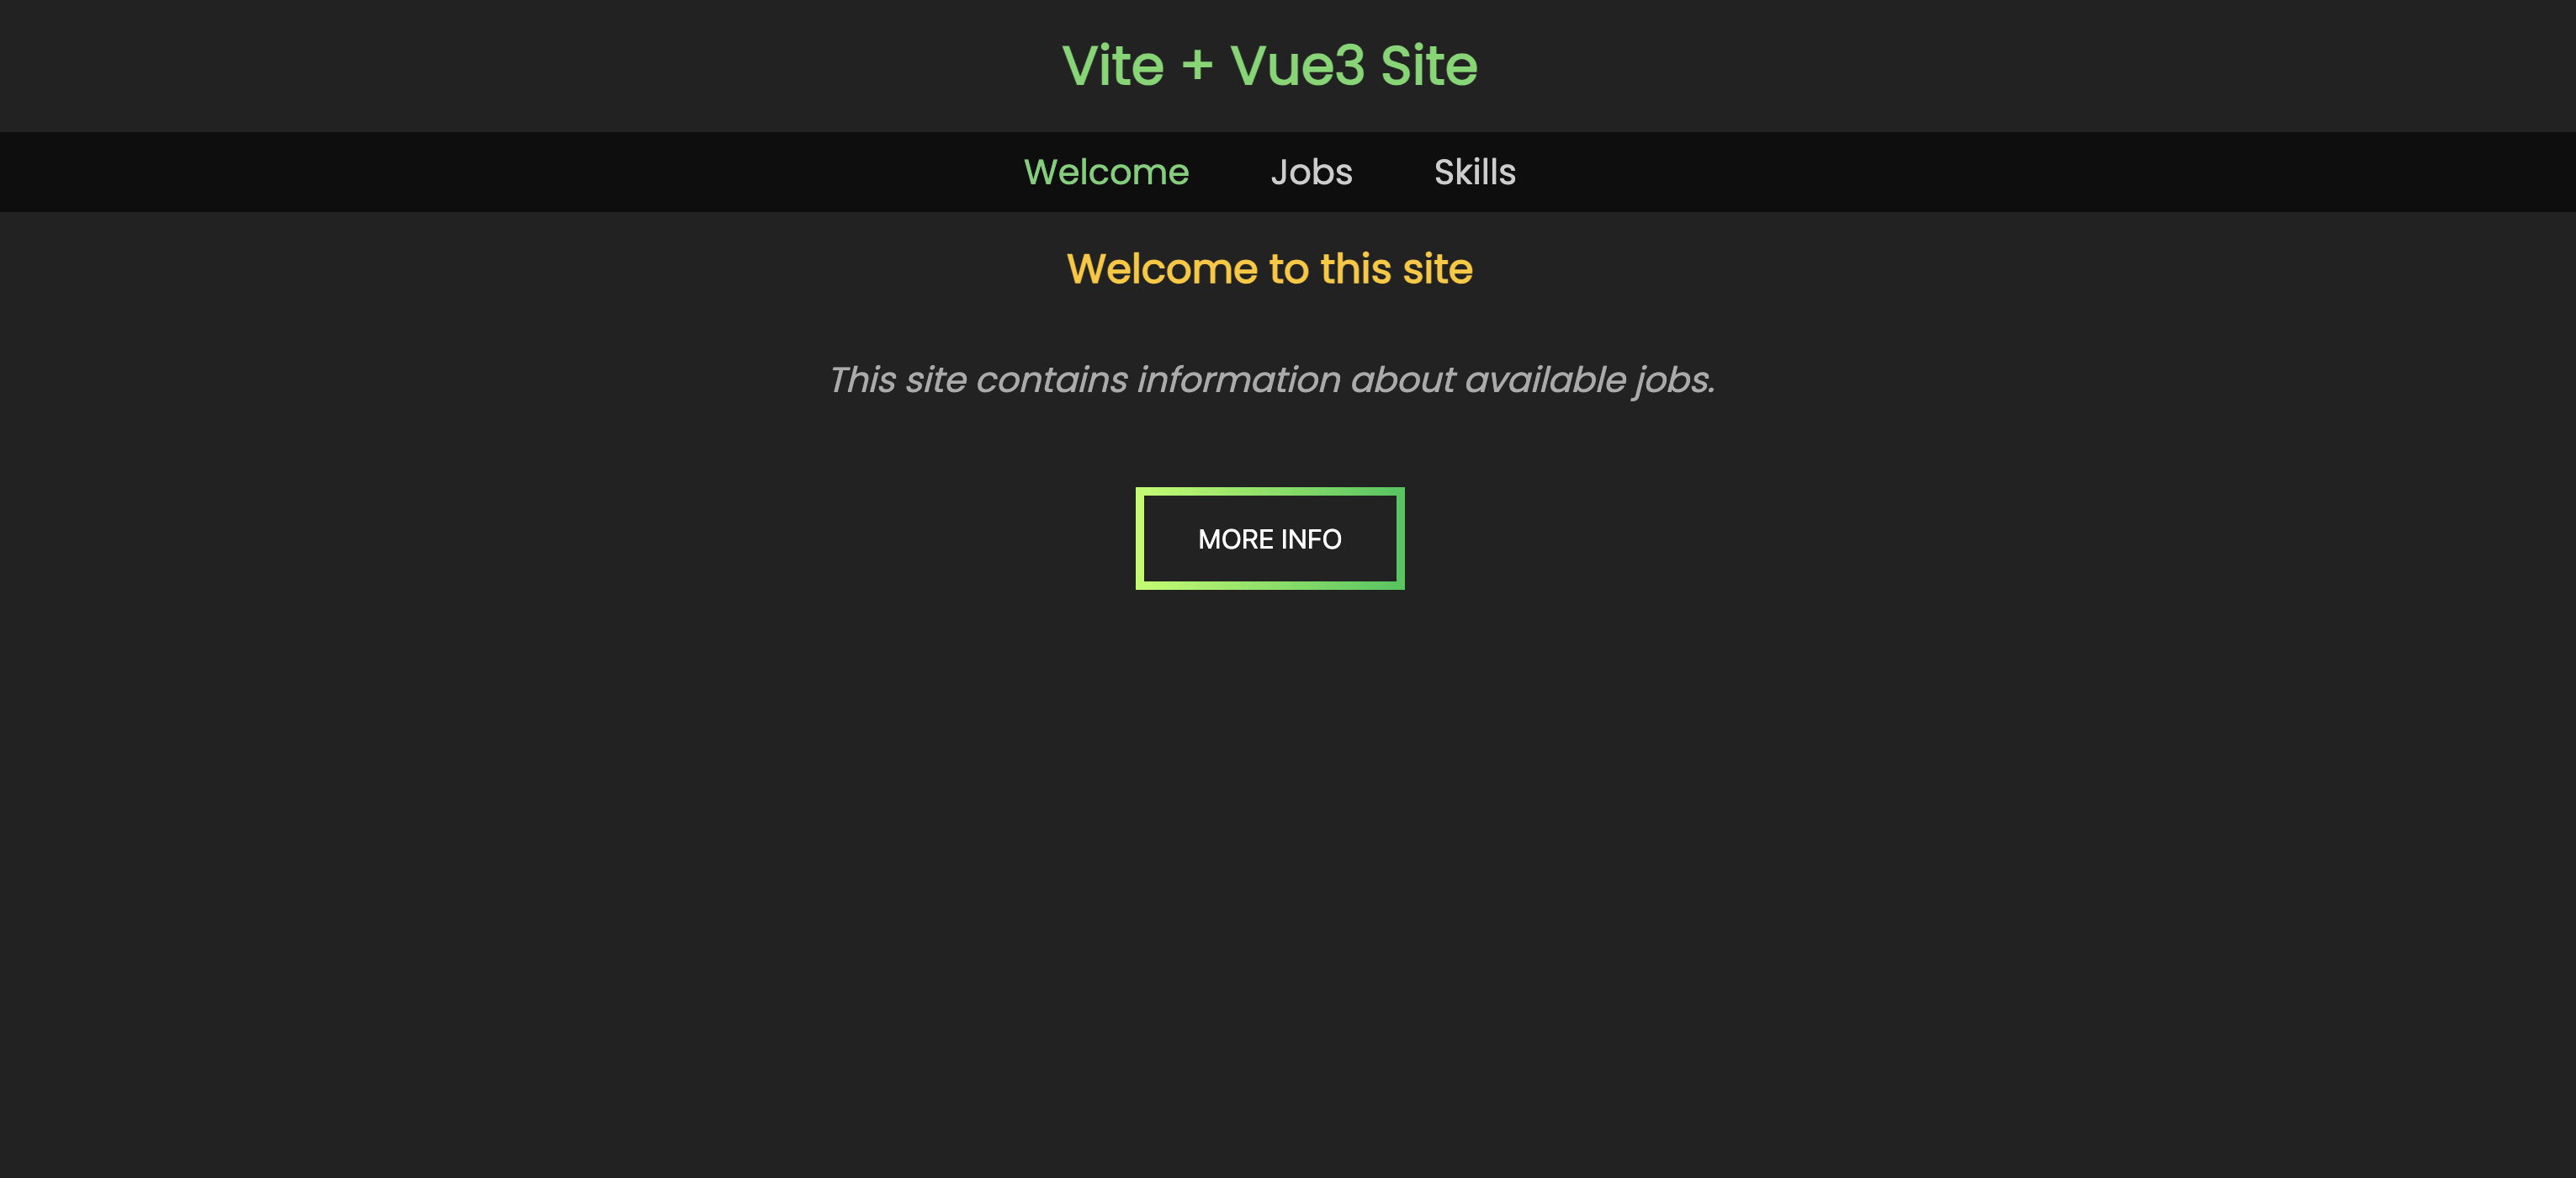 Vite + Vue3 Site
Welcome Jobs Skills
Welcome to this site
This site contains information about available jobs.
MORE INFO